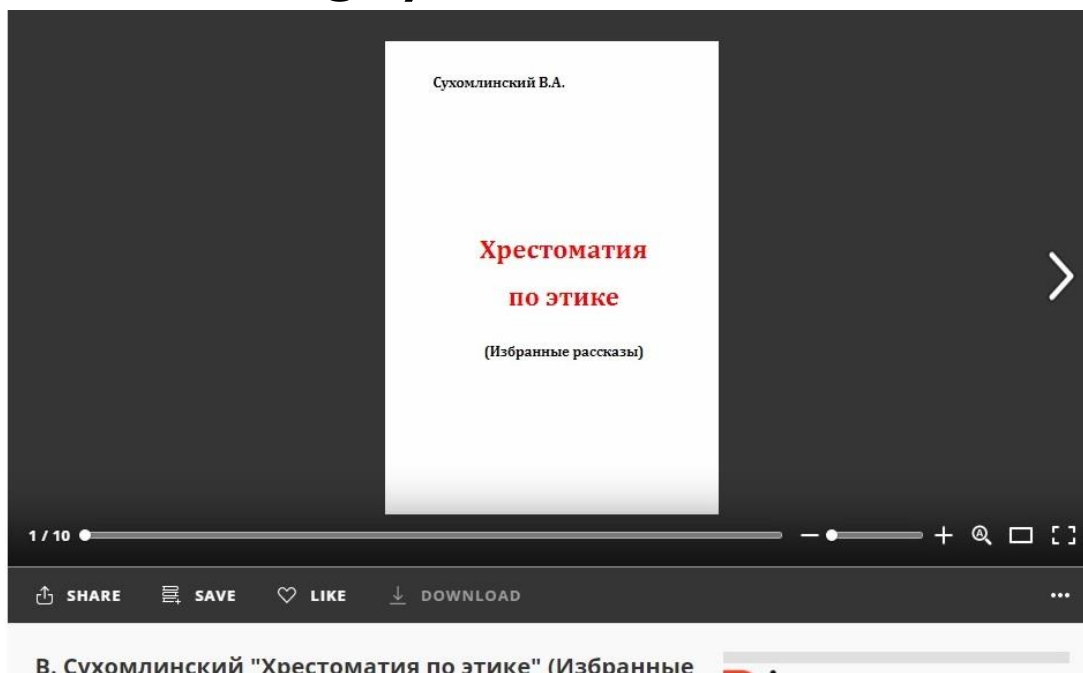 Сухомлинский В.А.
Хрестоматия
по этике
(Избранные рассказы)
1 / 10
SHARE SAVE LIKE DOWNLOAD
В. Сухомлинский "Хрестоматия по этике" (Избранные